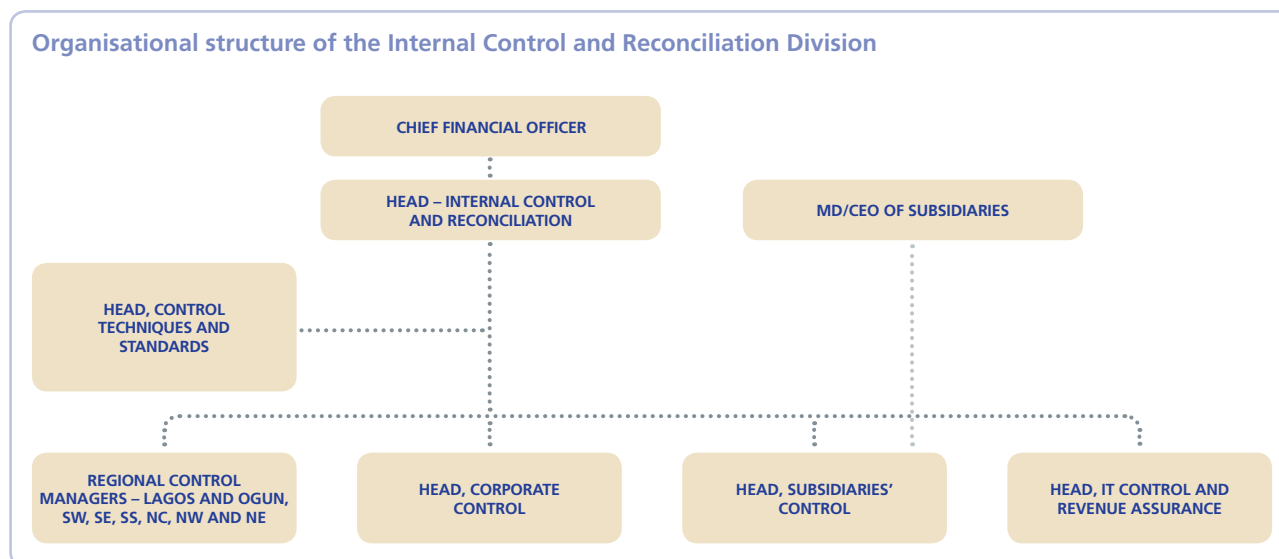 Organisational structure of the Internal Control and Reconciliation Division
CHIEF FINANCIAL OFFICER
HEAD – INTERNAL CONTROL
AND RECONCILIATION
MD/CEO OF SUBSIDIARIES
HEAD, CONTROL
TECHNIQUES AND
STANDARDS
REGIONAL CONTROL
MANAGERS – LAGOS AND OGUN,
SW, SE, SS, NC, NW AND NE
HEAD, CORPORATE
CONTROL
HEAD, SUBSIDIARIES’
CONTROL
HEAD, IT CONTROL AND
REVENUE ASSURANCE